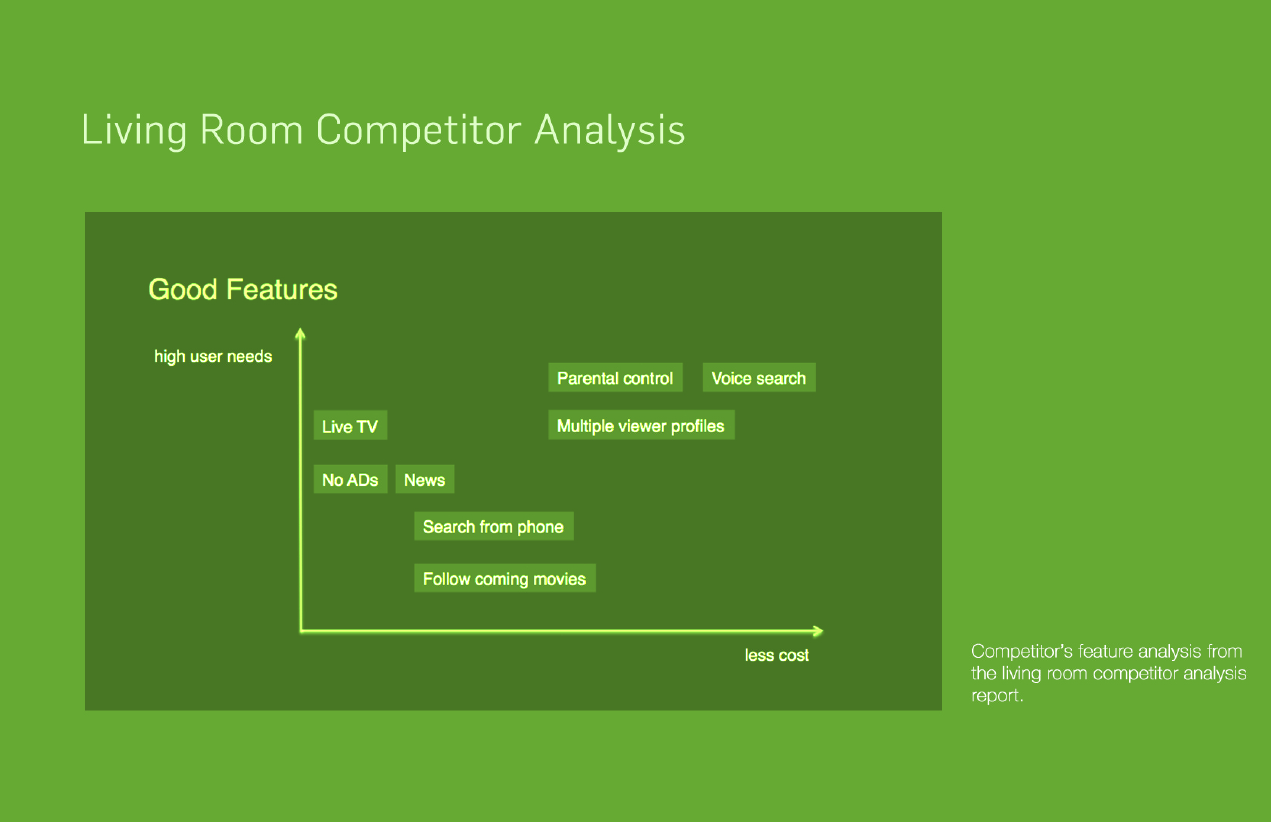 Living Room Competitor Analysis
Good Features
high user needs
Parental control
Voice search
Live TV
Multiple viewer profiles
No ADs
News
Search from phone
Follow coming movies
less cost
Competitor's feature analysis from
the living room competitor analysis
report.